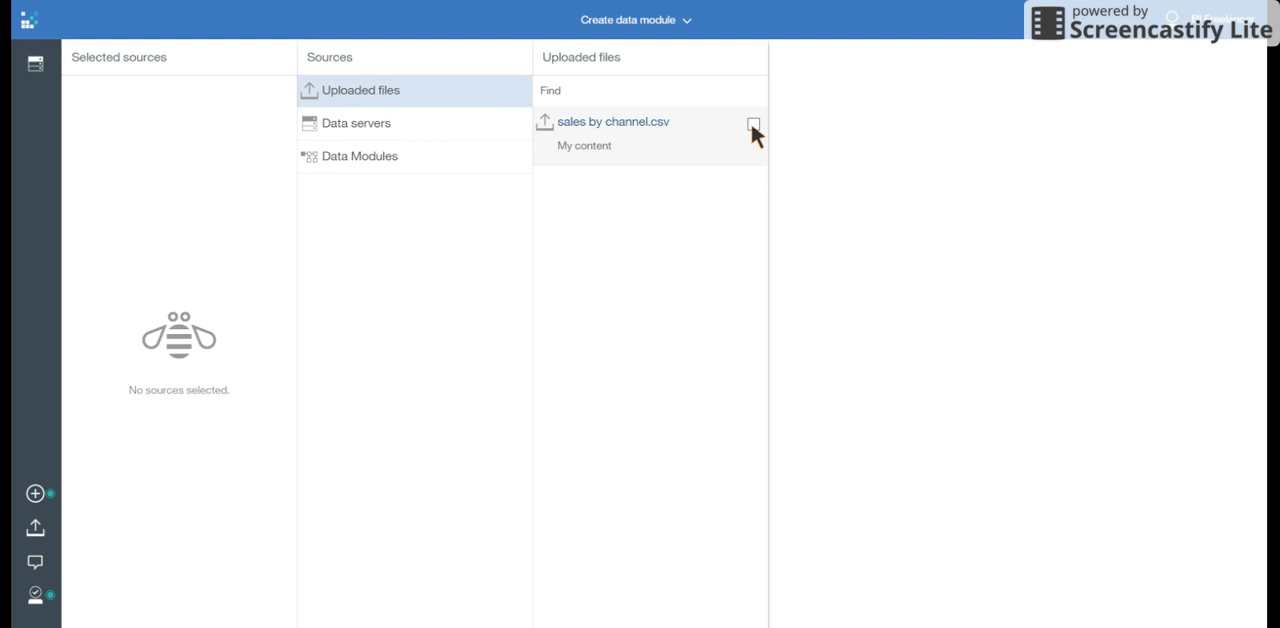 Create data module
powered by
Screencastify Lite
Selected sources
Sources
Uploaded files
Uploaded files
Find
Data servers
sales by channel.csv
My content
Data Modules
No sources selected.